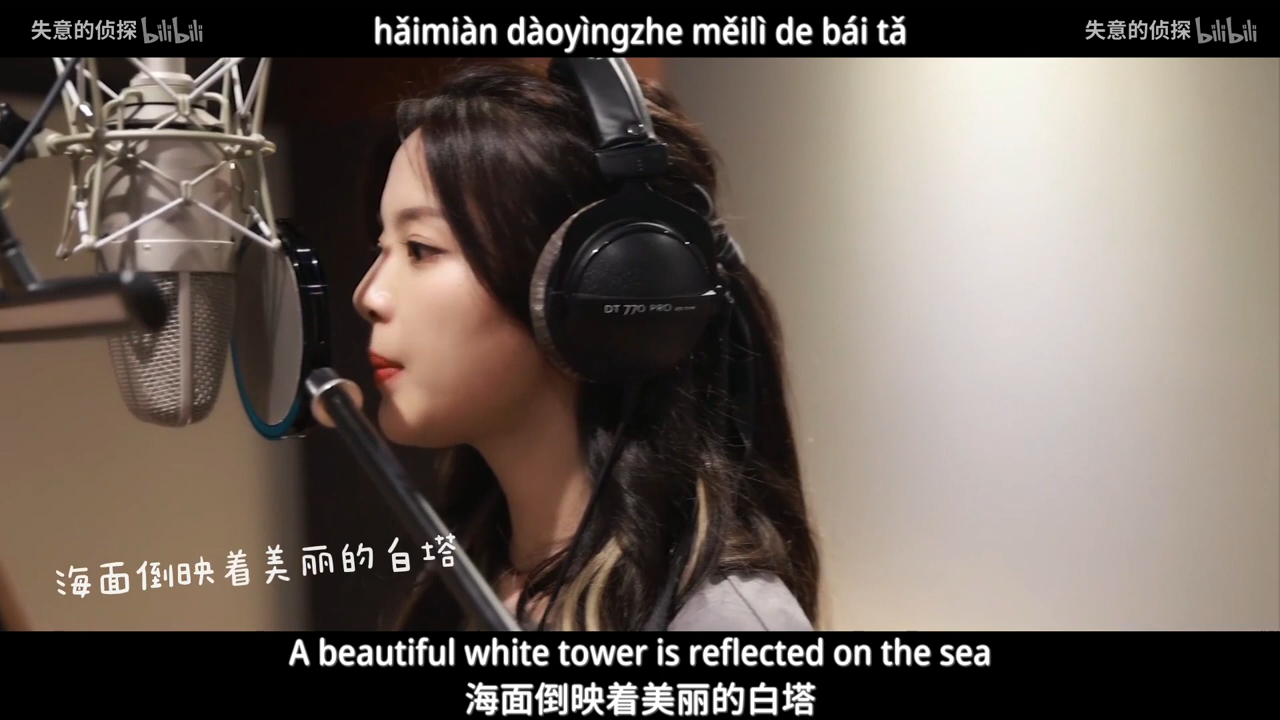 失意的侦探 bilibili
hǎimiàn dàoyìngzhe měilì de bái tǎ
失意的侦探 bilibili
DT 770 PRO
海面倒映着美丽的白塔
A beautiful white tower is reflected on the sea
海面倒映着美丽的白塔